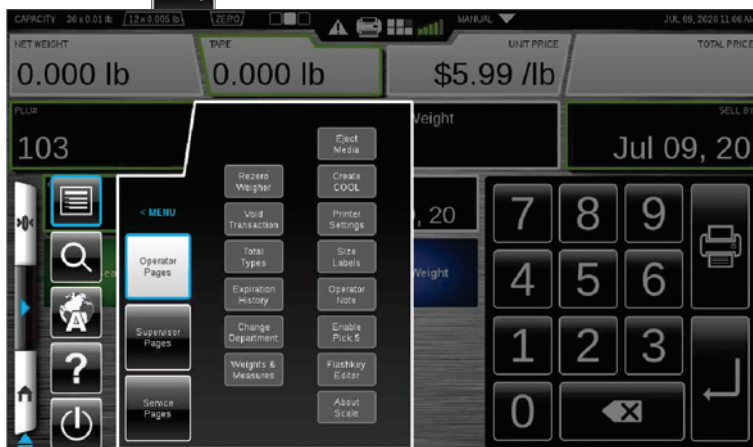 CAPACITY 30 x 0.01 lb 12 x 0.005 lb ZERO MANUAL JUL 09, 2020 11:06 AM
NET WEIGHT TAPE UNIT PRICE TOTAL PRICE
0.000 lb 0.000 lb $5.99 /lb
PLU# Weight SELL BY
103 Jul 09, 20
, 20
Weight
< MENU
Operator
Pages
Supervisor
Pages
Service
Pages
Rezero
Weigher
Void
Transaction
Total
Types
Expiration
History
Change
Department
Weights &
Measures
Eject
Media
Create
COOL
Printer
Settings
Size
Labels
Operator
Note
Enable
Pick 5
Flashkey
Editor
About
Scale
>0<
A
?
7 8 9
4 5 6
1 2 3
0